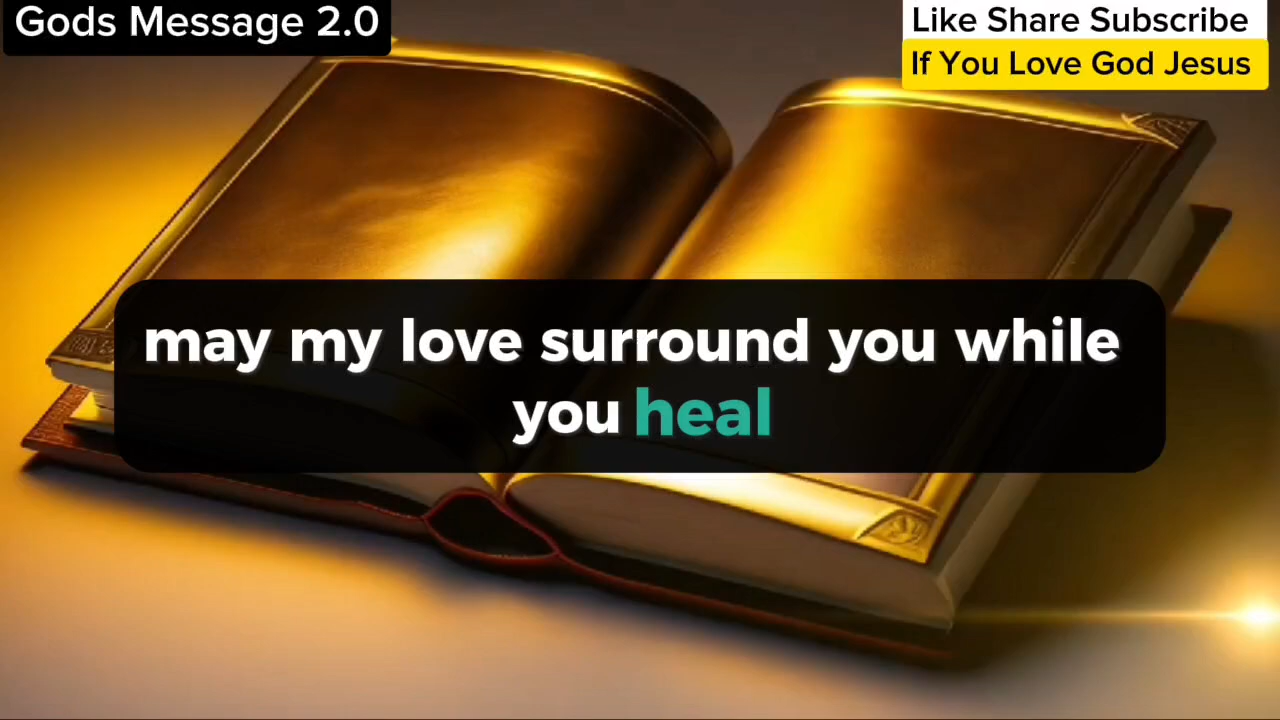 Gods Message 2.0
Like Share Subscribe
If You Love God Jesus
may my love surround you while
you heal